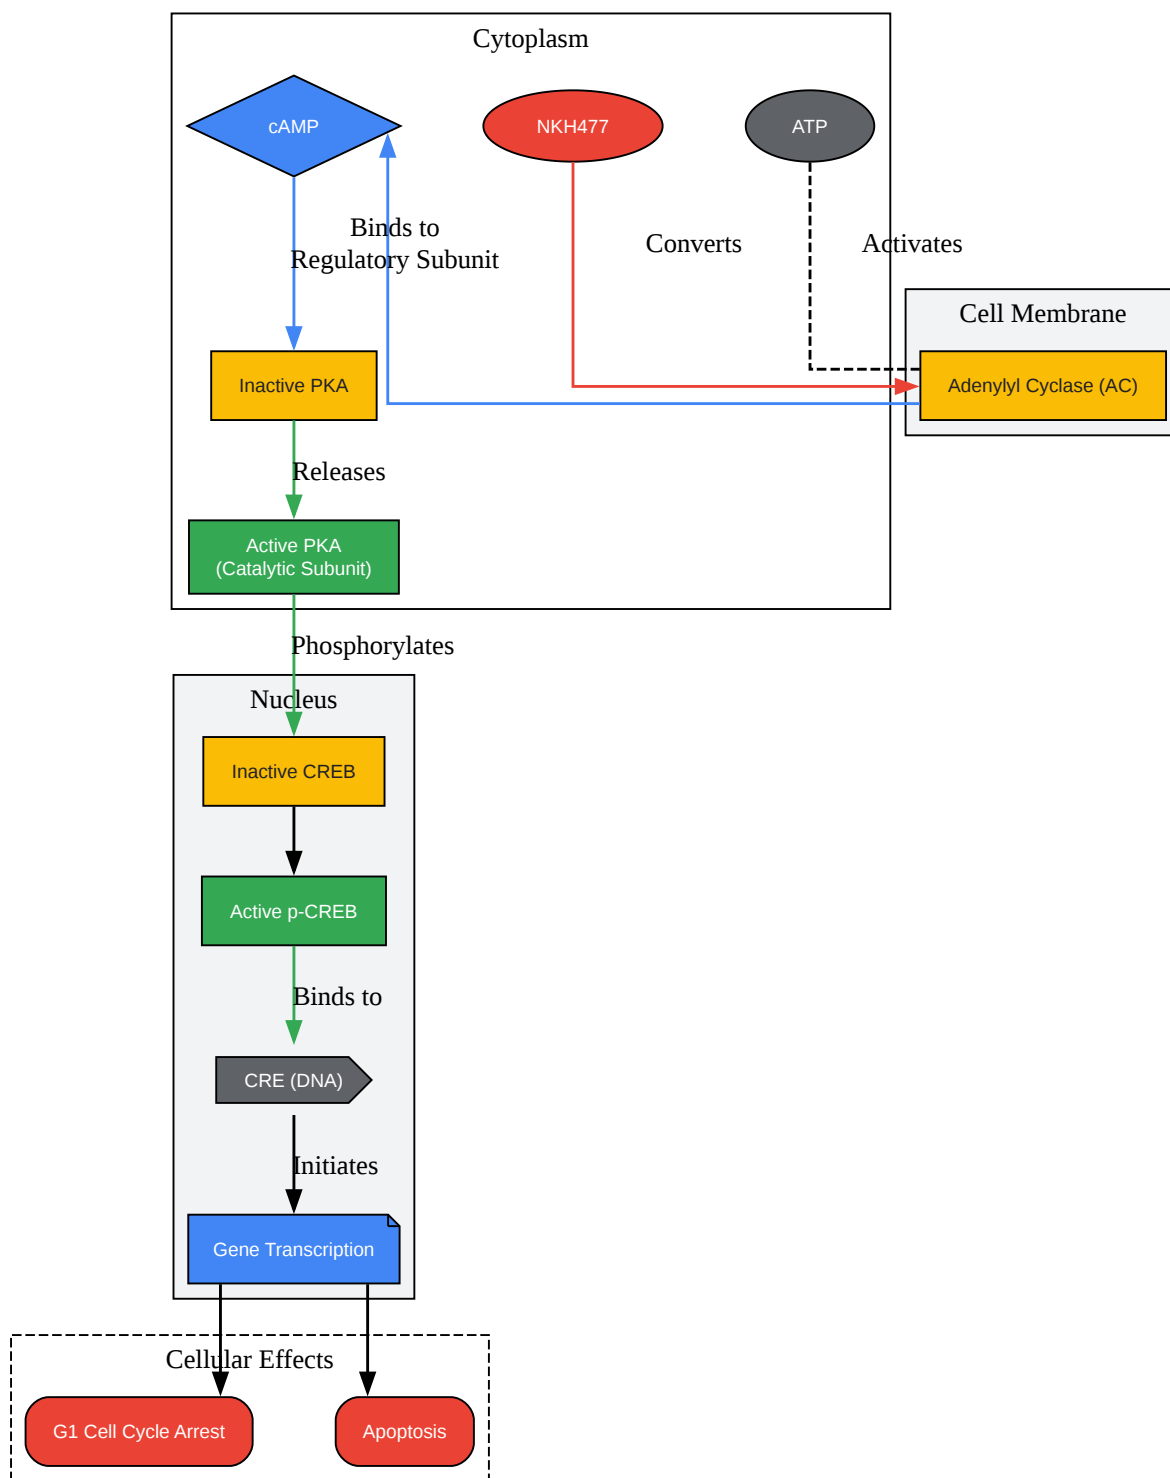 Cytoplasm
cAMP
NKH477
ATP
Binds to
Regulatory Subunit
Converts
Activates
Cell Membrane
Inactive PKA
Adenylyl Cyclase (AC)
Releases
Active PKA
(Catalytic Subunit)
Phosphorylates
Nucleus
Inactive CREB
Active p-CREB
Binds to
CRE (DNA)
Initiates
Gene Transcription
Cellular Effects
G1 Cell Cycle Arrest
Apoptosis